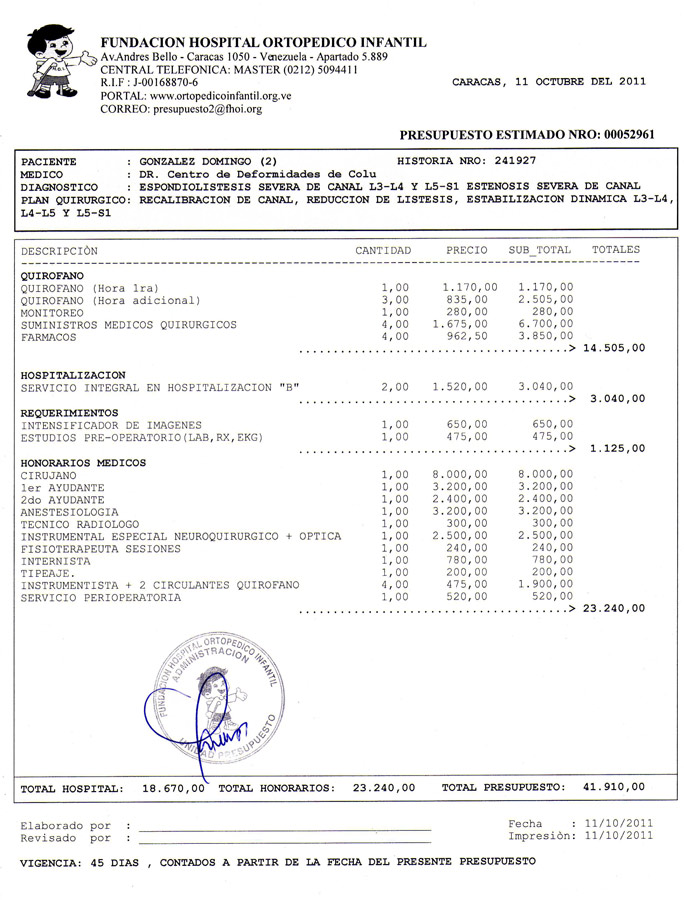 FUNDACION HOSPITAL ORTOPEDICO INFANTIL
Av.Andres Bello - Caracas 1050 - Venezuela - Apartado 5.889
CENTRAL TELEFONICA: MASTER (0212) 5094411
R.I.F : J-00168870-6
PORTAL: www.ortopedicoinfantil.org.ve
CORREO: presupuesto2@fhoi.org
CARACAS, 11 OCTUBRE DEL 2011
PRESUPUESTO ESTIMADO NRO: 00052961
PACIENTE : GONZALEZ DOMINGO (2) HISTORIA NRO: 241927
MEDICO : DR. Centro de Deformidades de Colu
DIAGNOSTICO : ESPONDIOLISTESIS SEVERA DE CANAL L3-L4 Y L5-S1 ESTENOSIS SEVERA DE CANAL
PLAN QUIRURGICO: RECALIBRACION DE CANAL, REDUCCION DE LISTESIS, ESTABILIZACION DINAMICA L3-L4,
L4-L5 Y L5-S1
DESCRIPCIÒN CANTIDAD PRECIO SUB_TOTAL TOTALES
QUIROFANO
QUIROFANO (Hora 1ra) 1,00 1.170,00 1.170,00
QUIROFANO (Hora adicional) 3,00 835,00 2.505,00
MONITOREO 1,00 280,00 280,00
SUMINISTROS MEDICOS QUIRURGICOS 4,00 1.675,00 6.700,00
FARMACOS 4,00 962,50 3.850,00
.......................................> 14.505,00
HOSPITALIZACION
SERVICIO INTEGRAL EN HOSPITALIZACION "B" 2,00 1.520,00 3.040,00
.......................................> 3.040,00
REQUERIMIENTOS
INTENSIFICADOR DE IMAGENES 1,00 650,00 650,00
ESTUDIOS PRE-OPERATORIO(LAB,RX,EKG) 1,00 475,00 475,00
.......................................> 1.125,00
HONORARIOS MEDICOS
CIRUJANO 1,00 8.000,00 8.000,00
1er AYUDANTE 1,00 3.200,00 3.200,00
2do AYUDANTE 1,00 2.400,00 2.400,00
ANESTESIOLOGIA 1,00 3.200,00 3.200,00
TECNICO RADIOLOGO 1,00 300,00 300,00
INSTRUMENTAL ESPECIAL NEUROQUIRURGICO + OPTICA 1,00 2.500,00 2.500,00
FISIOTERAPEUTA SESIONES 1,00 240,00 240,00
INTERNISTA 1,00 780,00 780,00
TIPEAJE. 1,00 200,00 200,00
INSTRUMENTISTA + 2 CIRCULANTES QUIROFANO 4,00 475,00 1.900,00
SERVICIO PERIOPERATORIA 1,00 520,00 520,00
.......................................> 23.240,00
FUNDACION HOSPITAL ORTOPEDICO INFANTIL
ADMINISTRACION
UNIDAD PRESUPUESTO
TOTAL HOSPITAL: 18.670,00 TOTAL HONORARIOS: 23.240,00 TOTAL PRESUPUESTO: 41.910,00
Elaborado por : Fecha : 11/10/2011
Revisado por : Impresiòn: 11/10/2011
VIGENCIA: 45 DIAS , CONTADOS A PARTIR DE LA FECHA DEL PRESENTE PRESUPUESTO